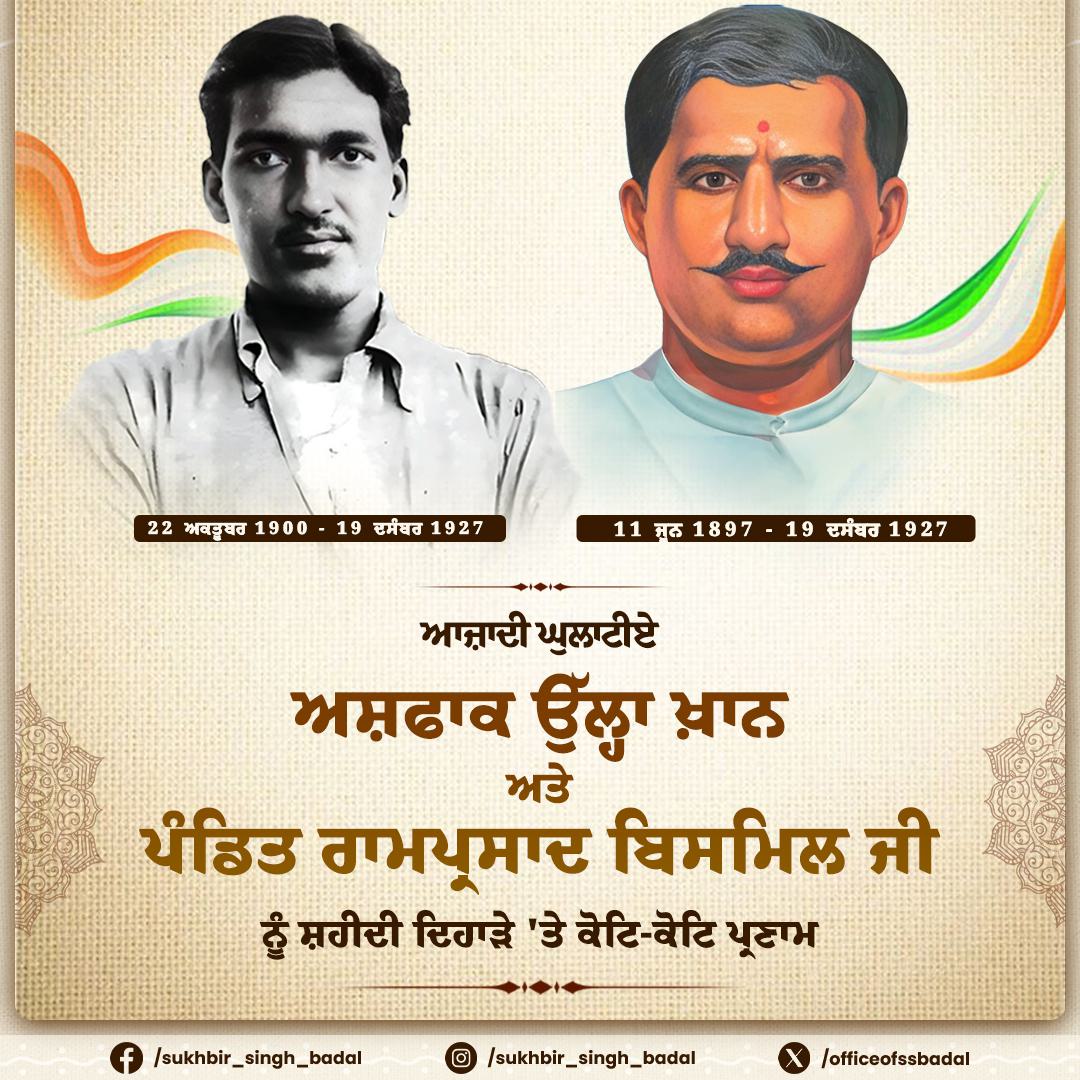 22 ਅਕਤੂਬਰ 1900 - 19 ਦਸੰਬਰ 1927
11 ਜੂਨ 1897 - 19 ਦਸੰਬਰ 1927
ਆਜ਼ਾਦੀ ਘੁਲਾਟੀਏ
ਅਸ਼ਫਾਕ ਉੱਲ੍ਹਾ ਖ਼ਾਨ
ਅਤੇ
ਪੰਡਿਤ ਰਾਮਪ੍ਰਸਾਦ ਬਿਸਮਿਲ ਜੀ
ਨੂੰ ਸ਼ਹੀਦੀ ਦਿਹਾੜੇ 'ਤੇ ਕੋਟਿ-ਕੋਟਿ ਪ੍ਰਣਾਮ
/sukhbir_singh_badal
/sukhbir_singh_badal
/officeofssbadal